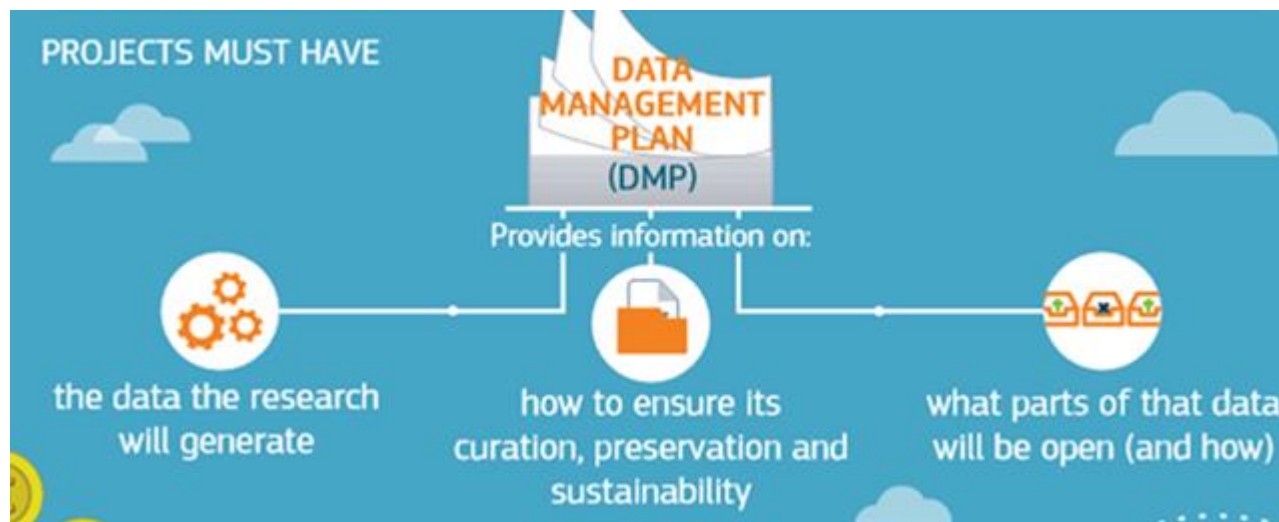 PROJECTS MUST HAVE
DATA
MANAGEMENT
PLAN
(DMP)
Provides information on:
the data the research
will generate
how to ensure its
curation, preservation and
sustainability
what parts of that data
will be open (and how)